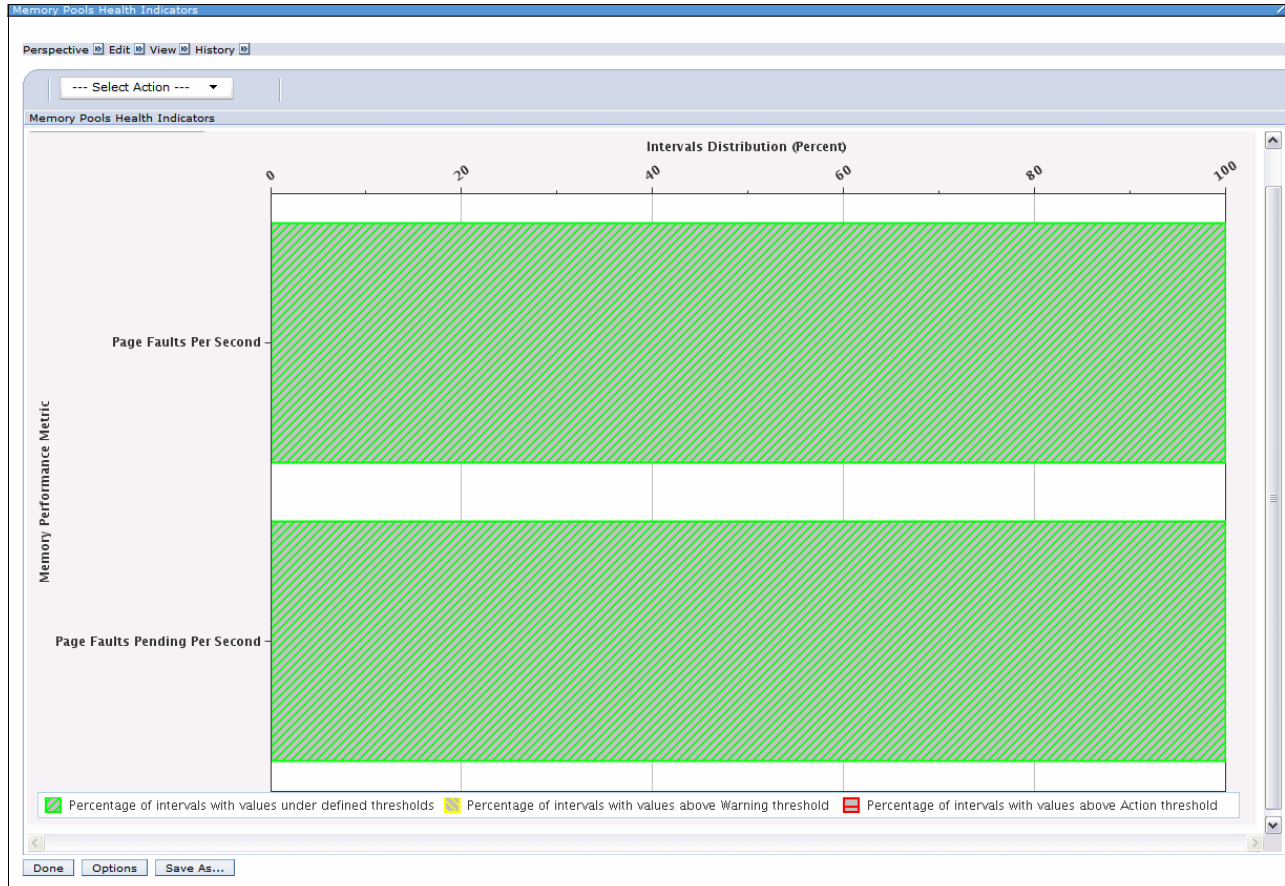 Memory Pools Health Indicators
Perspective Edit View History
--- Select Action ---
Memory Pools Health Indicators
Intervals Distribution (Percent)
0 20 40 60 80 100
Memory Performance Metric
Page Faults Per Second
Page Faults Pending Per Second
Percentage of intervals with values under defined thresholds Percentage of intervals with values above Warning threshold Percentage of intervals with values above Action threshold
Done Options Save As...